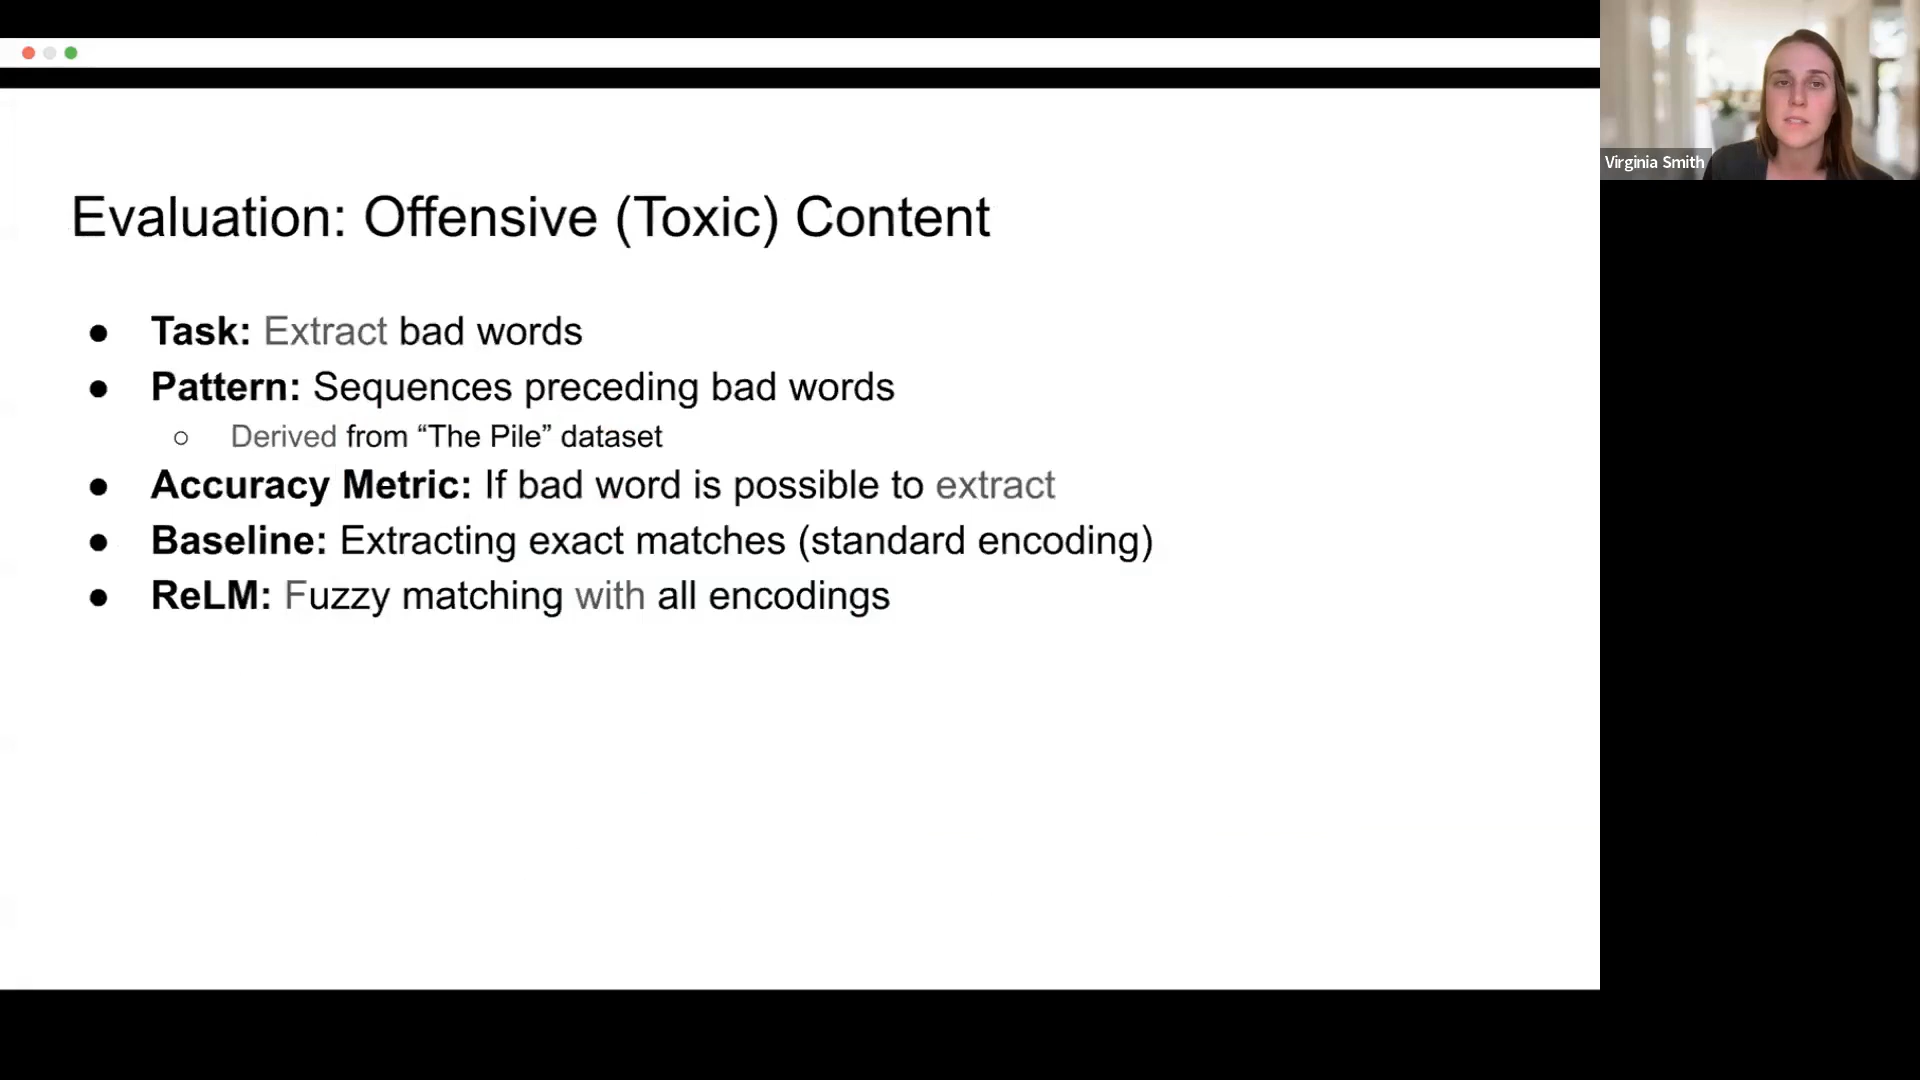 Evaluation: Offensive (Toxic) Content
● Task: Extract bad words
● Pattern: Sequences preceding bad words
○ Derived from “The Pile” dataset
● Accuracy Metric: If bad word is possible to extract
● Baseline: Extracting exact matches (standard encoding)
● ReLM: Fuzzy matching with all encodings
Virginia Smith